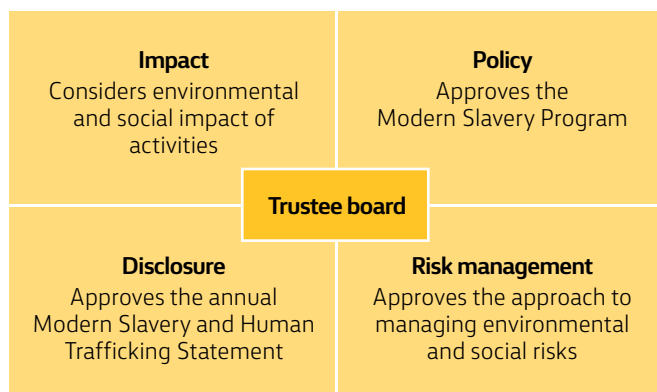 Impact
Considers environmental
and social impact of
activities
Policy
Approves the
Modern Slavery Program
Trustee board
Disclosure
Approves the annual
Modern Slavery and Human
Trafficking Statement
Risk management
Approves the approach to
managing environmental
and social risks